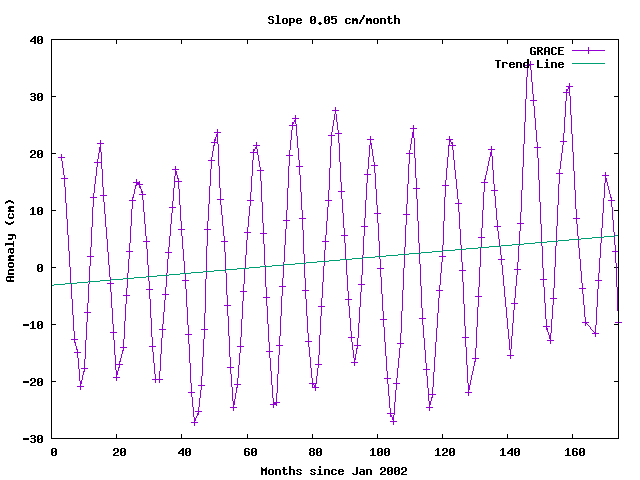 Slope 0.05 cm/month
GRACE
Trend Line
40
30
20
10
0
-10
-20
-30
Anomaly (cm)
0 20 40 60 80 100 120 140 160
Months since Jan 2002